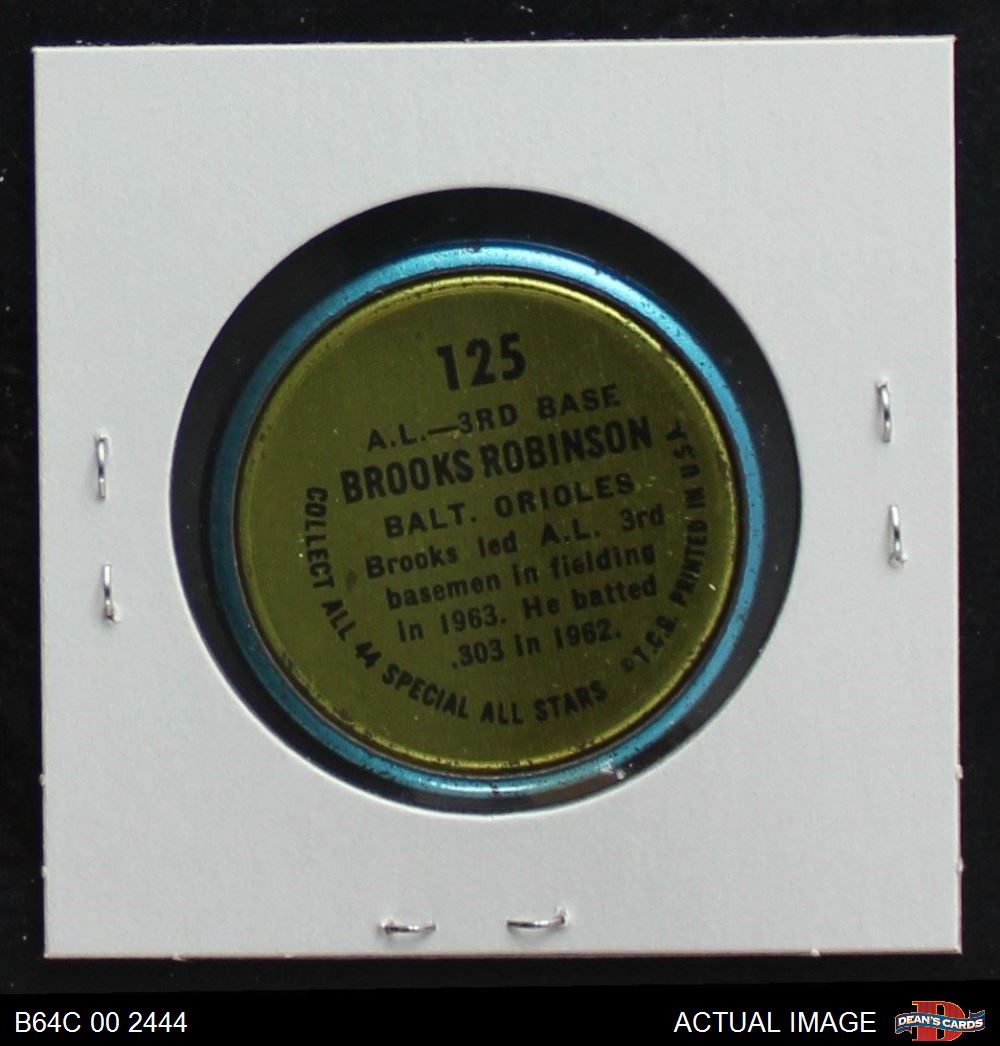 125
A.L.—3RD BASE
BROOKS ROBINSON
BALT. ORIOLES
Brooks led A.L. 3rd
basemen in fielding
in 1963. He batted
.303 in 1962.
COLLECT ALL 44 SPECIAL ALL STARS
©T.C.G. PRINTED IN USA
B64C 00 2444
ACTUAL IMAGE
DEAN'S CARDS